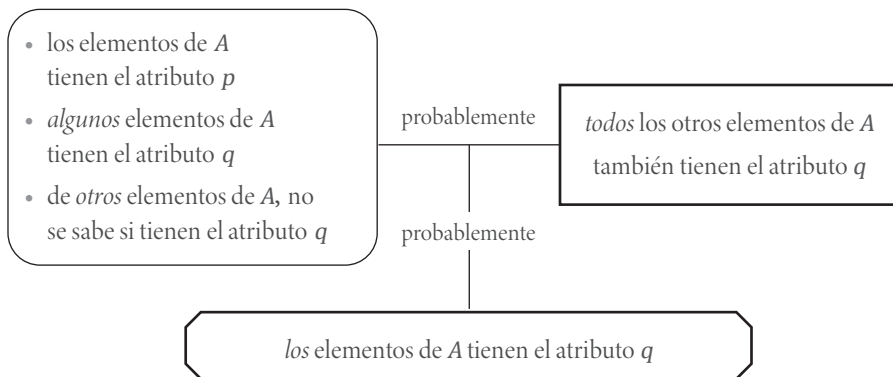 • los elementos de A
tienen el atributo p
• algunos elementos de A
tienen el atributo q
• de otros elementos de A, no
se sabe si tienen el atributo q
probablemente
todos los otros elementos de A
también tienen el atributo q
probablemente
los elementos de A tienen el atributo q